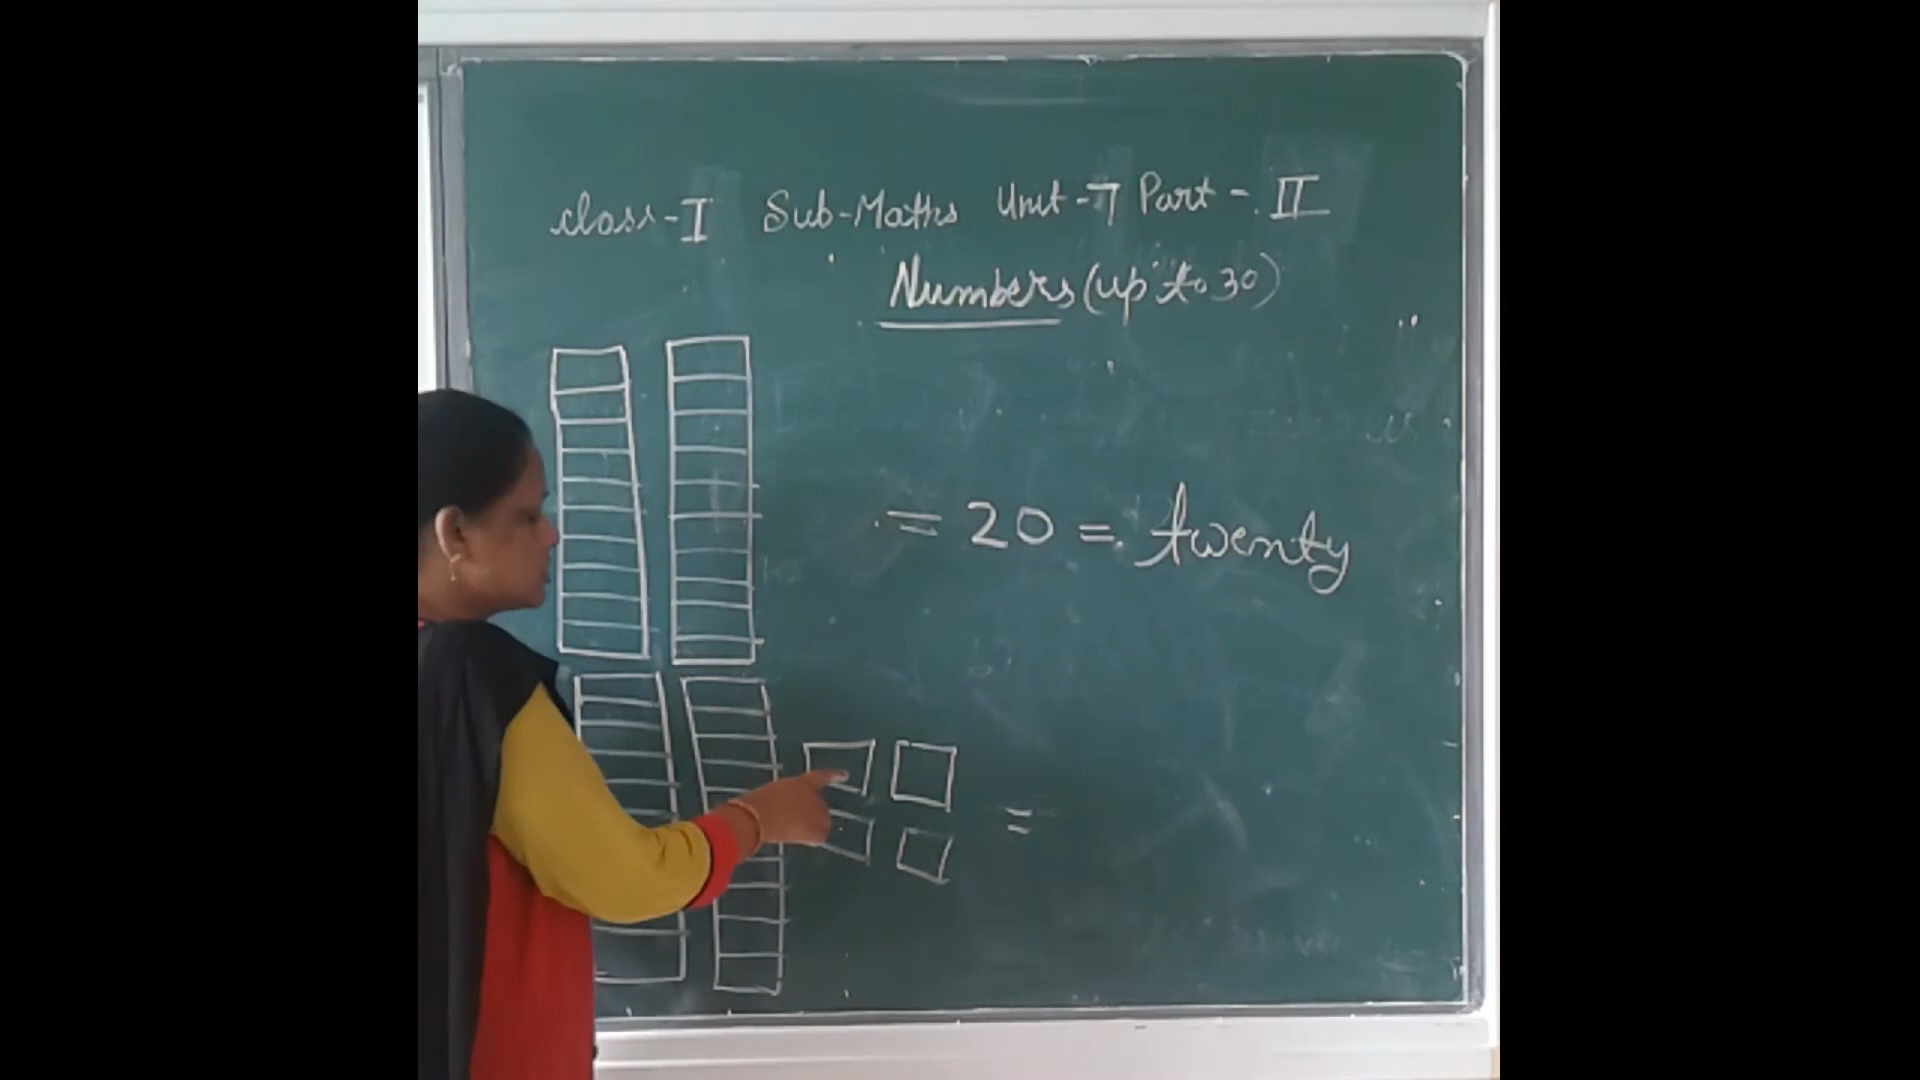 Class-I Sub-Maths Unit-7 Part-II
Numbers (up to 30)
= 20 = twenty
=